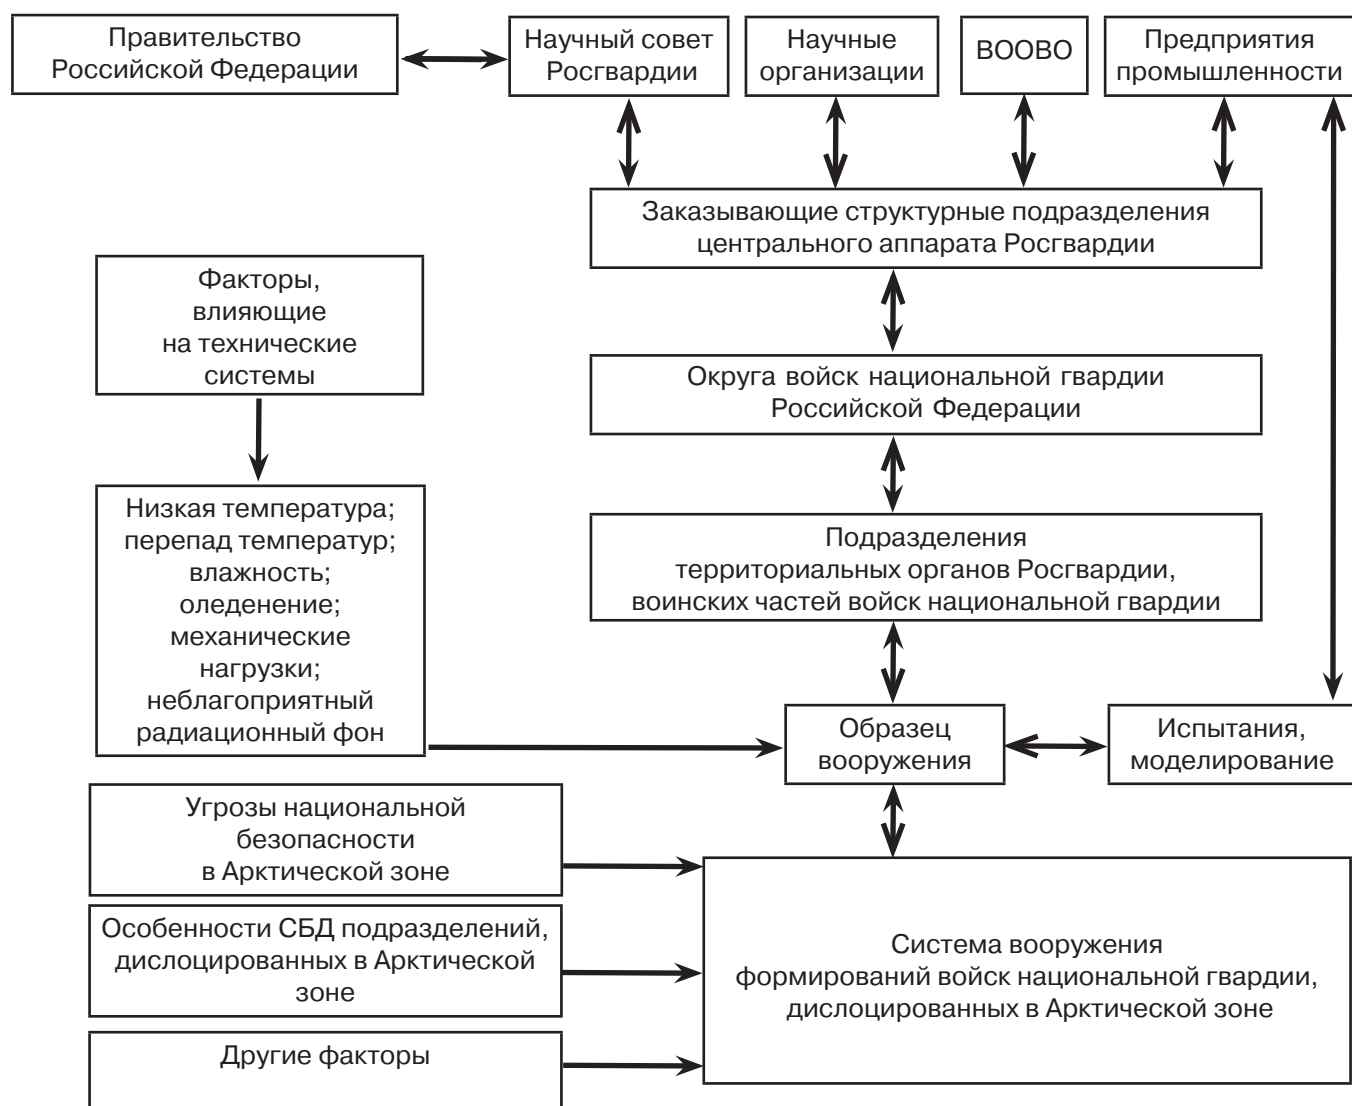 Правительство
Российской Федерации
Научный совет
Росгвардии
Научные
организации
ВООВО
Предприятия
промышленности
Заказывающие структурные подразделения
центрального аппарата Росгвардии
Факторы,
влияющие
на технические
системы
Округа войск национальной гвардии
Российской Федерации
Низкая температура;
перепад температур;
влажность;
оледенение;
механические
нагрузки;
неблагоприятный
радиационный фон
Подразделения
территориальных органов Росгвардии,
воинских частей войск национальной гвардии
Образец
вооружения
Испытания,
моделирование
Угрозы национальной
безопасности
в Арктической зоне
Особенности СБД подразделений,
дислоцированных в Арктической
зоне
Другие факторы
Система вооружения
формирований войск национальной гвардии,
дислоцированных в Арктической зоне